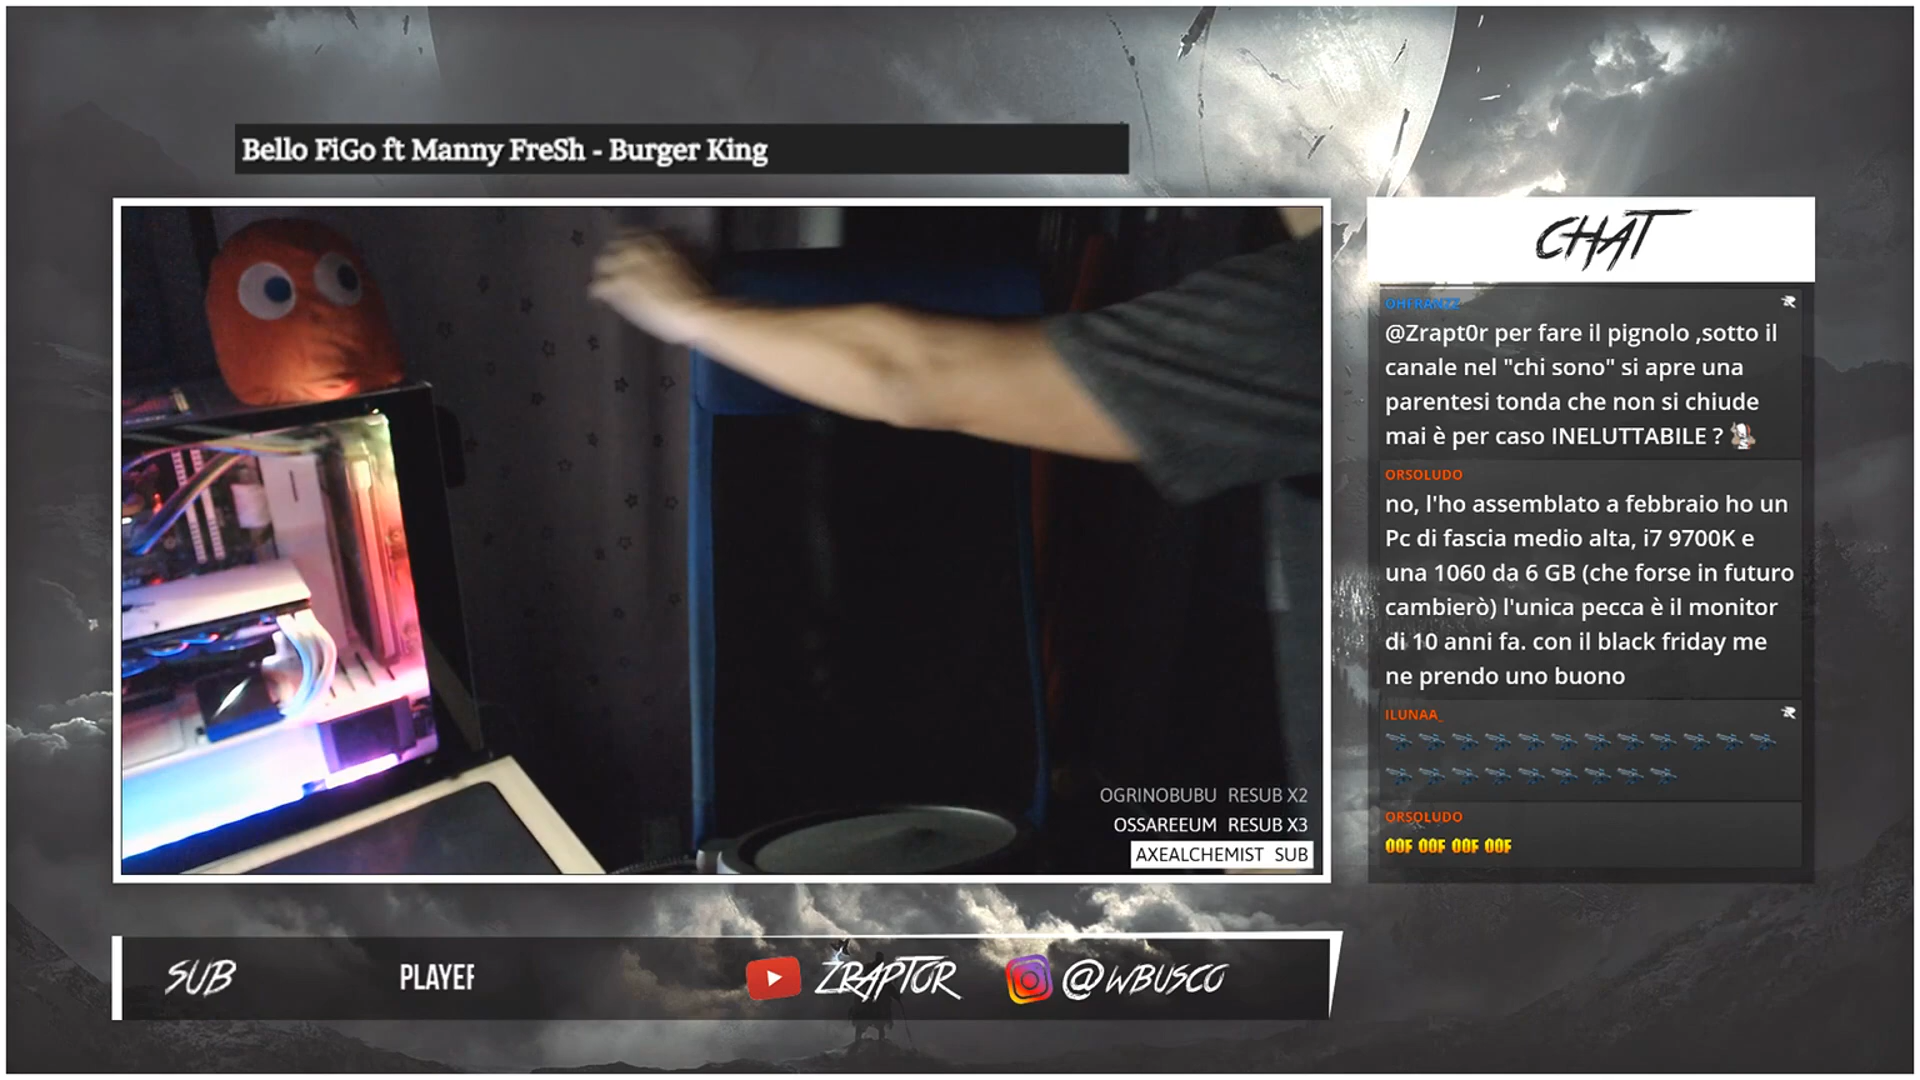 Bello FiGo ft Manny FreSh - Burger King
CHAT
OHFRANZZ
@Zrapt0r per fare il pignolo ,sotto il
canale nel "chi sono" si apre una
parentesi tonda che non si chiude
mai è per caso INELUTTABILE ?
ORSOLUDO
no, l'ho assemblato a febbraio ho un
Pc di fascia medio alta, i7 9700K e
una 1060 da 6 GB (che forse in futuro
cambierò) l'unica pecca è il monitor
di 10 anni fa. con il black friday me
ne prendo uno buono
ILUNAA_
ORSOLUDO
OOF OOF OOF OOF
OGRINOBUBU RESUB X2
OSSAREEUM RESUB X3
AXEALCHEMIST SUB
SUB
PLAYER
ZRAPTOR
@WBUSCO